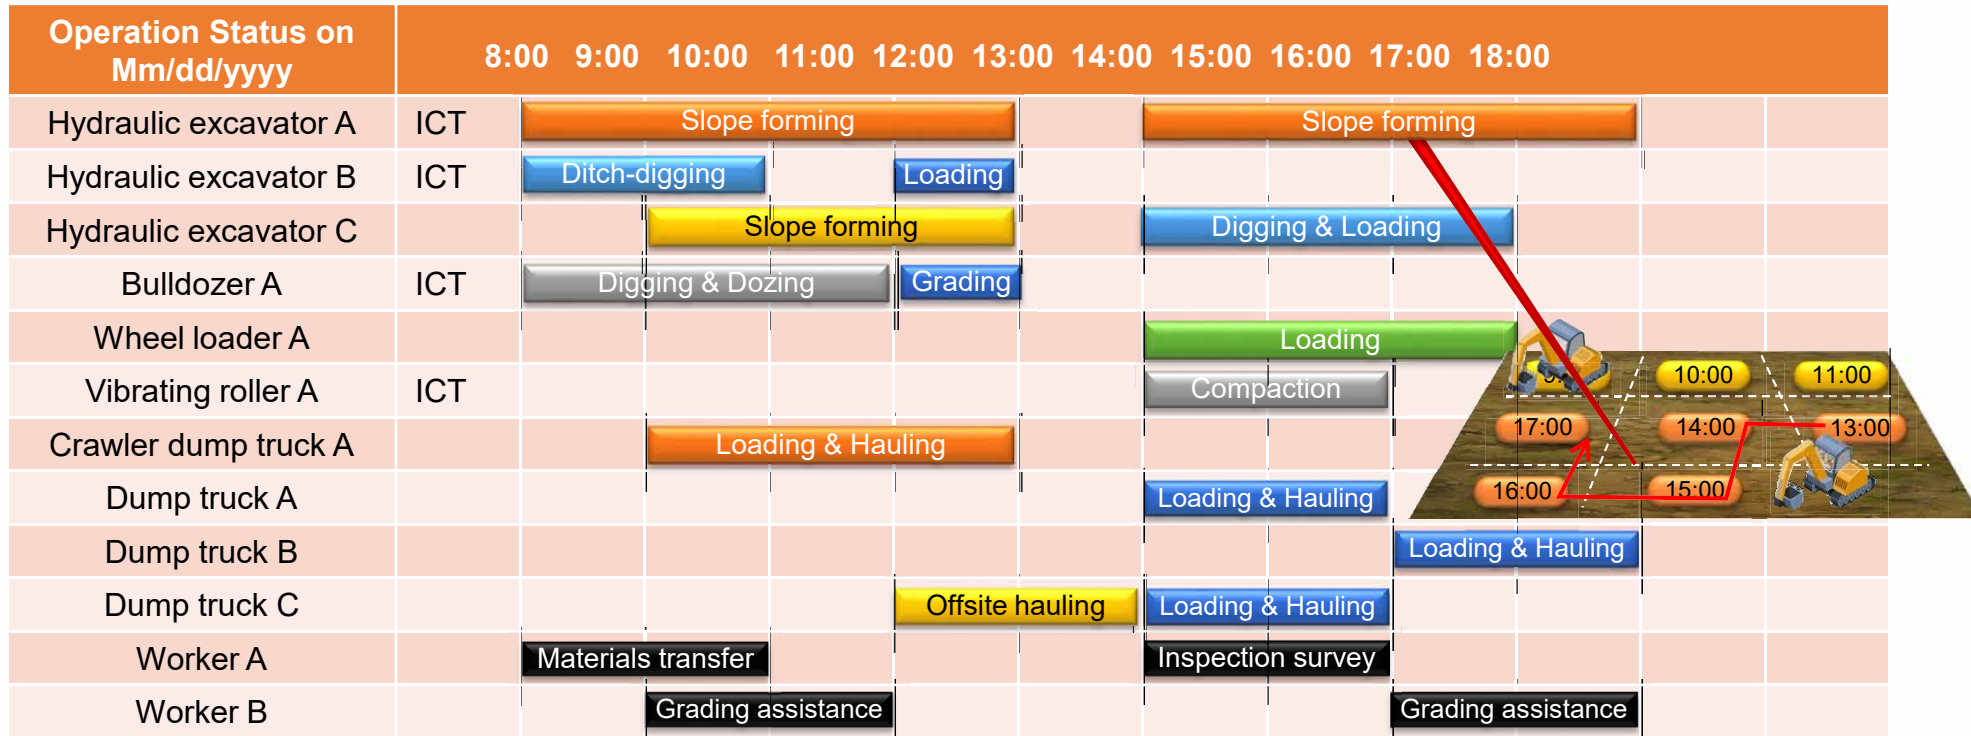 Operation Status on
Mm/dd/yyyy
8:00 9:00 10:00 11:00 12:00 13:00 14:00 15:00 16:00 17:00 18:00
Hydraulic excavator A ICT Slope forming Slope forming
Hydraulic excavator B ICT Ditch-digging Loading
Hydraulic excavator C Slope forming Digging & Loading
Bulldozer A ICT Digging & Dozing Grading
Wheel loader A Loading
Vibrating roller A ICT Compaction
10:00 11:00
Crawler dump truck A Loading & Hauling
17:00 14:00 13:00
Dump truck A Loading & Hauling
16:00 15:00
Dump truck B Loading & Hauling
Dump truck C Offsite hauling Loading & Hauling
Worker A Materials transfer Inspection survey
Worker B Grading assistance Grading assistance